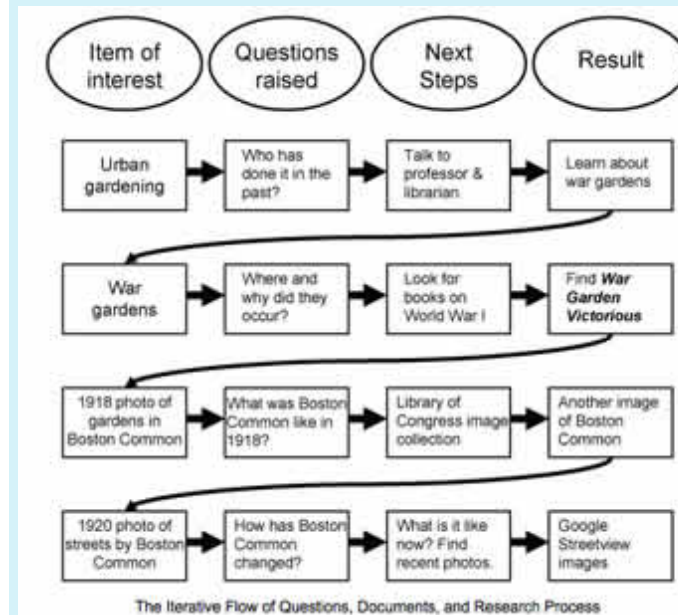 Item of
interest
Questions
raised
Next
Steps
Result
Urban
gardening
Who has
done it in the
past?
Talk to
professor &
librarian
Learn about
war gardens
War
gardens
Where and
why did they
occur?
Look for
books on
World War I
Find War
Garden
Victorious
1918 photo of
gardens in
Boston Common
What was Boston
Common like in
1918?
Library of
Congress image
collection
Another image
of Boston
Common
1920 photo of
streets by Boston
Common
How has Boston
Common
changed?
What is it like
now? Find
recent photos.
Google
Streetview
images
The Iterative Flow of Questions, Documents, and Research Process